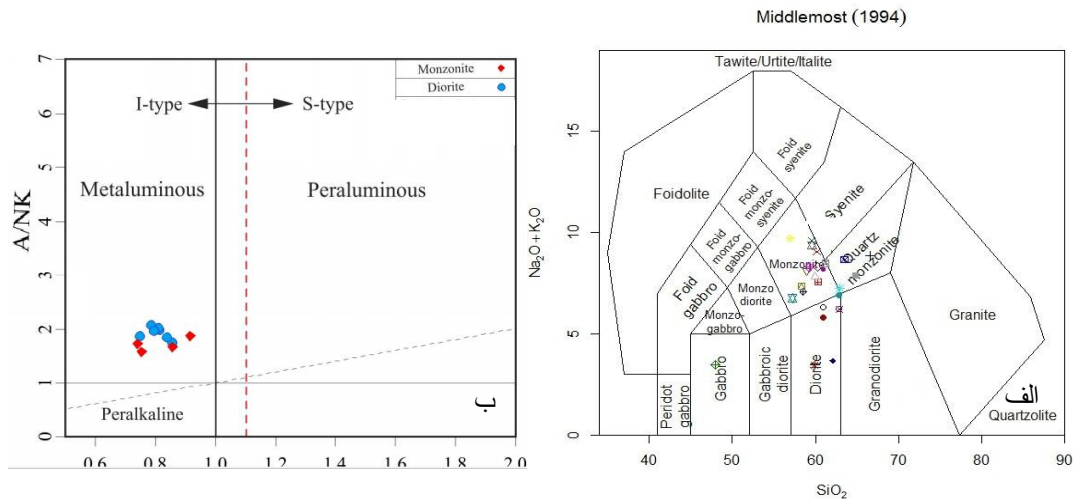 7
6
5
4
3
2
1
0
A/NK
Monzonite
Diorite
I-type
S-type
Metaluminous
Peraluminous
Peralkaline
ب
0.6
0.8
1.0
1.2
1.4
1.6
1.8
2.0
Middlemost (1994)
15
10
5
0
Na₂O + K₂O
Tawite/Urtite/Italite
Foid
syenite
Foidolite
Foid
monzo-
syenite
Syenite
Foid
monzo-
gabbro
Monzonite
Quartz
monzonite
Foid
gabbro
Monzo
diorite
Monzo-
gabbro
Peridot
gabbro
Gabbro
Gabbroic
diorite
Diorite
Granodiorite
Granite
الف
Quartzolite
40
50
60
70
80
90
SiO₂